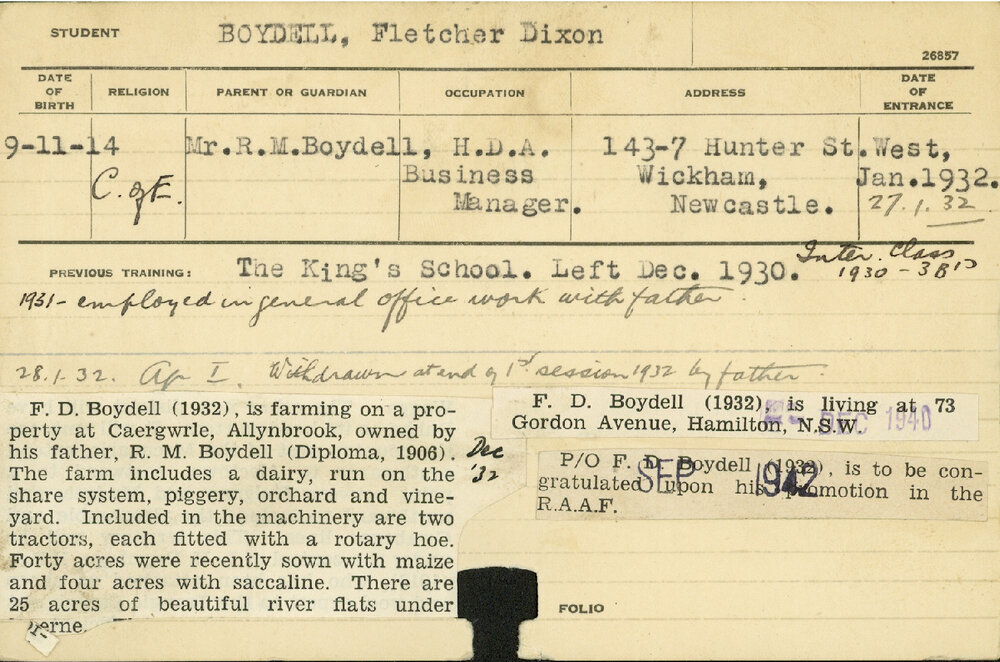 STUDENT BOYDELL, Fletcher Dixon
26857
DATE OF BIRTH
RELIGION
PARENT OR GUARDIAN
OCCUPATION
ADDRESS
DATE OF ENTRANCE
9-11-14
C. of E.
Mr.R.M.Boydell, H.D.A.
Business
Manager.
143-7 Hunter St.West,
Wickham,
Newcastle.
Jan.1932.
27.1.32
PREVIOUS TRAINING: The King's School. Left Dec. 1930.
Inter. Class
1930 - 3B's
1931- employed in general office work with father.
28.1.32. Ap I. Withdrawn at end of 1st session 1932 by father.
F. D. Boydell (1932), is farming on a pro-
perty at Caergwrle, Allynbrook, owned by
his father, R. M. Boydell (Diploma, 1906).
The farm includes a dairy, run on the
share system, piggery, orchard and vine-
yard. Included in the machinery are two
tractors, each fitted with a rotary hoe.
Forty acres were recently sown with maize
and four acres with saccaline. There are
25 acres of beautiful river flats under
Dec
'32
F. D. Boydell (1932), is living at 73
Gordon Avenue, Hamilton, N.S.W.
DEC 1940
P/O F. D. Boydell (1932), is to be con-
gratulated upon his promotion in the
R.A.A.F.
SEP 1942
FOLIO